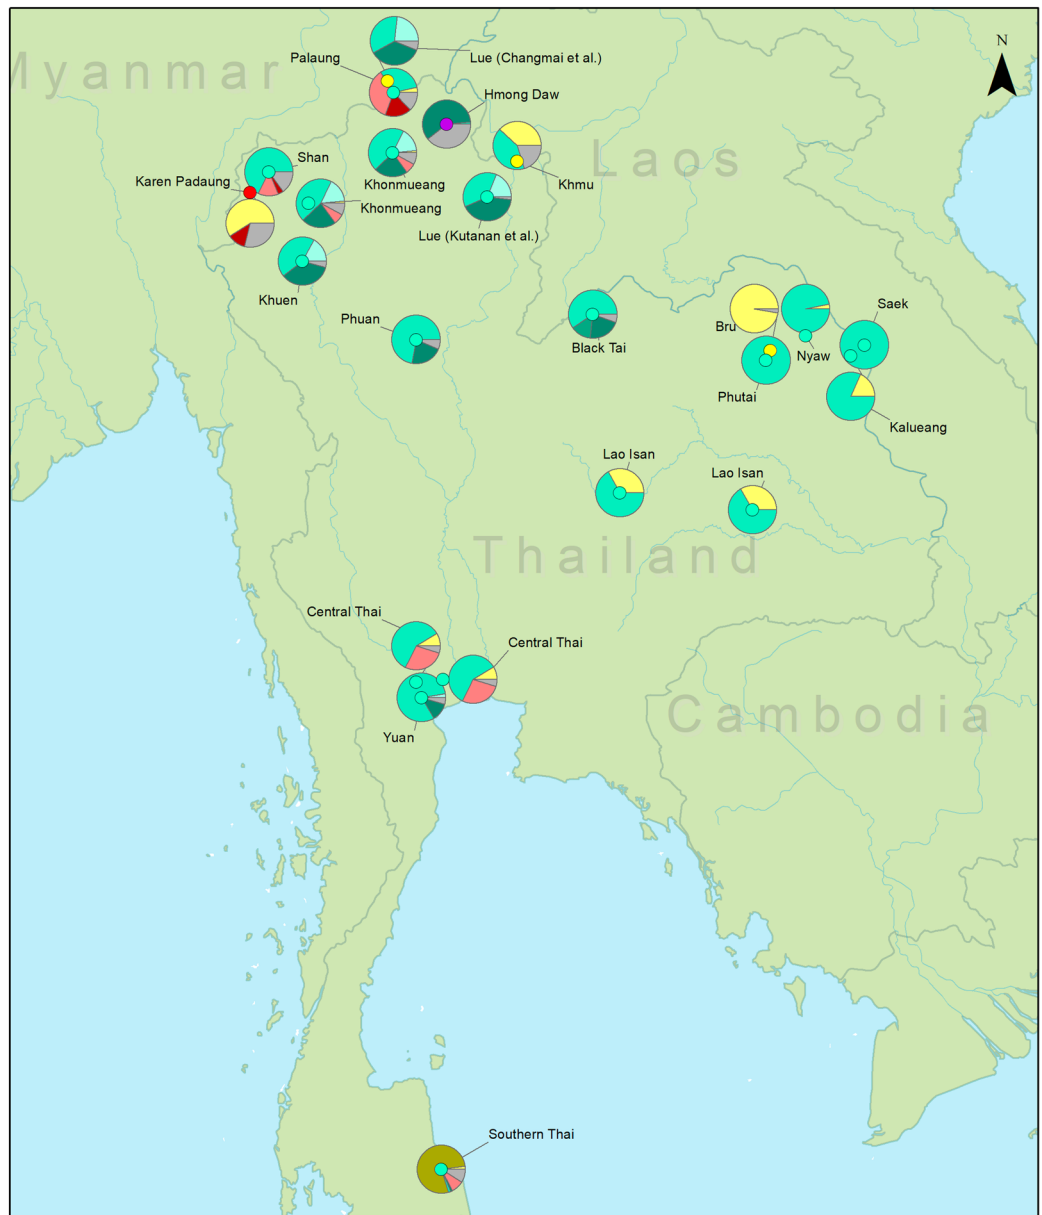 Myanmar
Palaung
Lue (Changmai et al.)
N
Hmong Daw
Laos
Shan
Karen Padaung
Khonmueang
Khmu
Khonmueang
Lue (Kutanan et al.)
Khuen
Phuan
Black Tai
Bru
Saek
Nyaw
Phutai
Kalueang
Lao Isan
Lao Isan
Thailand
Central Thai
Central Thai
Cambodia
Yuan
Southern Thai